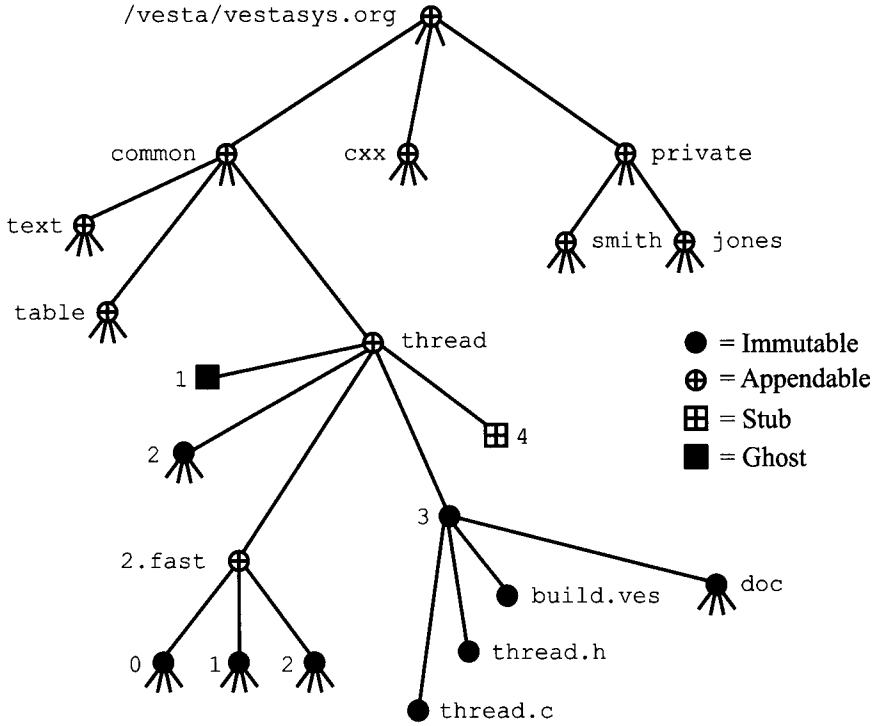 /vesta/vestasys.org
common
cxx
private
text
smith
jones
table
thread
= Immutable
1
= Appendable
= Stub
4
2
= Ghost
3
2.fast
build.ves
doc
thread.h
0
1
2
thread.c